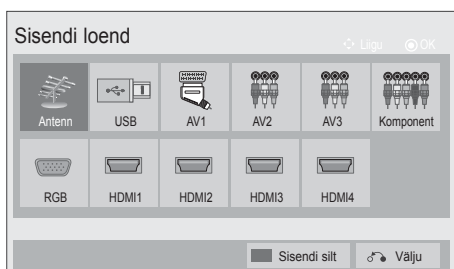 Sisendi loend
Liigu OK
Antenn USB AV1 AV2 AV3 Komponent
RGB HDMI1 HDMI2 HDMI3 HDMI4
Sisendi silt Välju